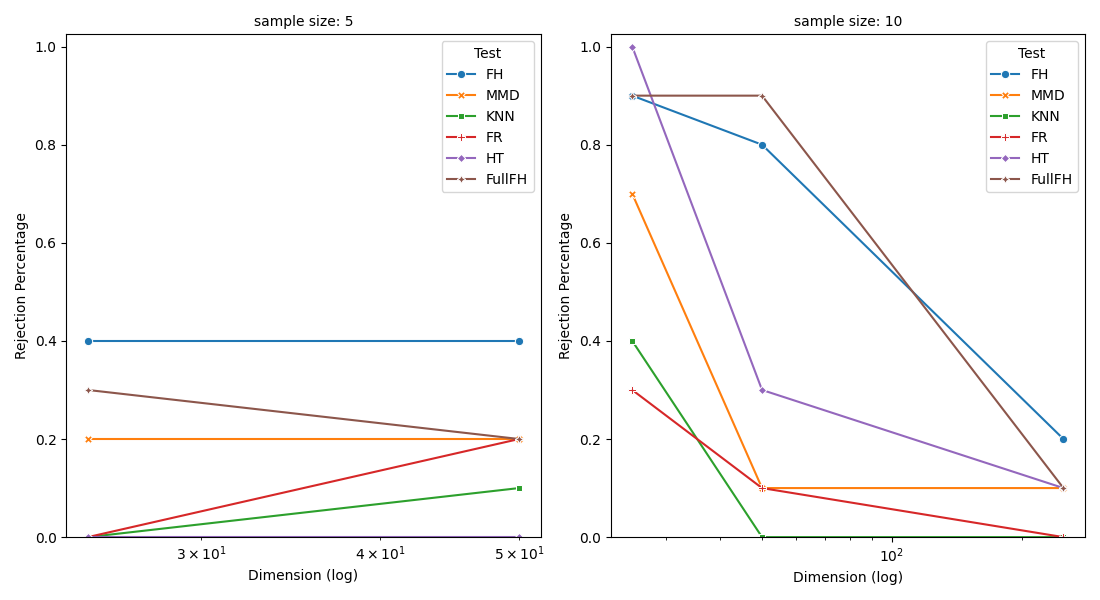 sample size: 5
Rejection Percentage
1.0
0.8
0.6
0.4
0.2
0.0
Test
FH
MMD
KNN
FR
HT
FullFH
3 × 10¹
4 × 10¹
5 × 10¹
Dimension (log)
sample size: 10
Rejection Percentage
1.0
0.8
0.6
0.4
0.2
0.0
Test
FH
MMD
KNN
FR
HT
FullFH
10²
Dimension (log)